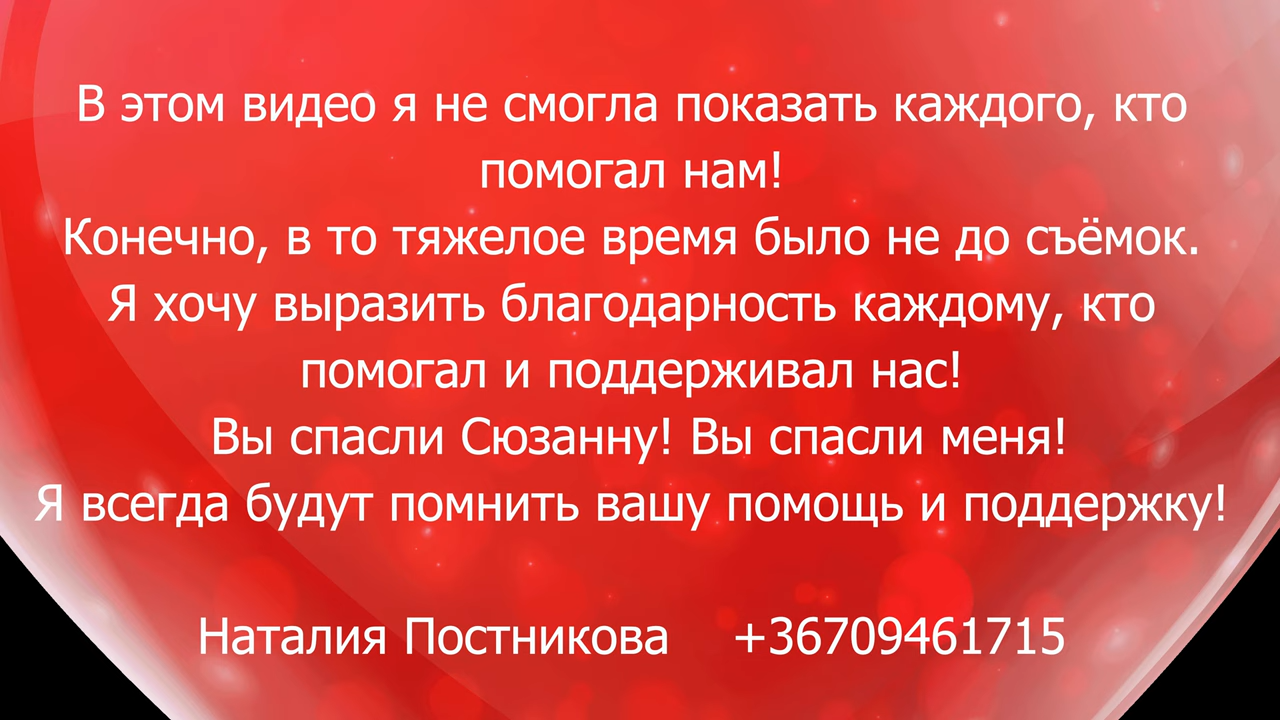 В этом видео я не смогла показать каждого, кто
помогал нам!
Конечно, в то тяжелое время было не до съёмок.
Я хочу выразить благодарность каждому, кто
помогал и поддерживал нас!
Вы спасли Сюзанну! Вы спасли меня!
Я всегда будут помнить вашу помощь и поддержку!
Наталия Постникова +36709461715